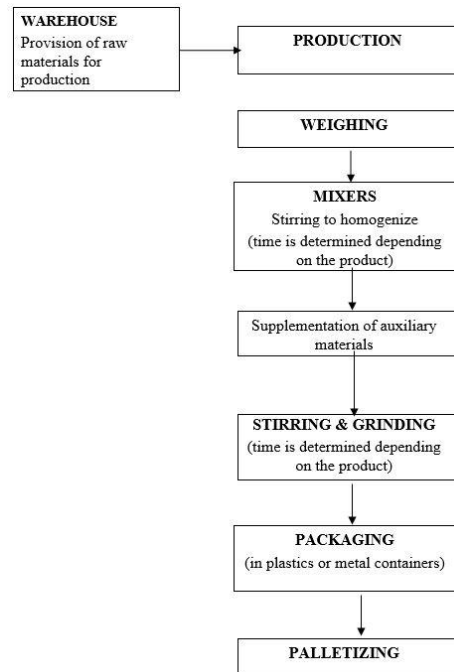 WAREHOUSE
Provision of raw
materials for
production
PRODUCTION
WEIGHING
MIXERS
Stirring to homogenize
(time is determined depending
on the product)
Supplementation of auxiliary
materials
STIRRING & GRINDING
(time is determined depending
on the product)
PACKAGING
(in plastics or metal containers)
PALLETIZING